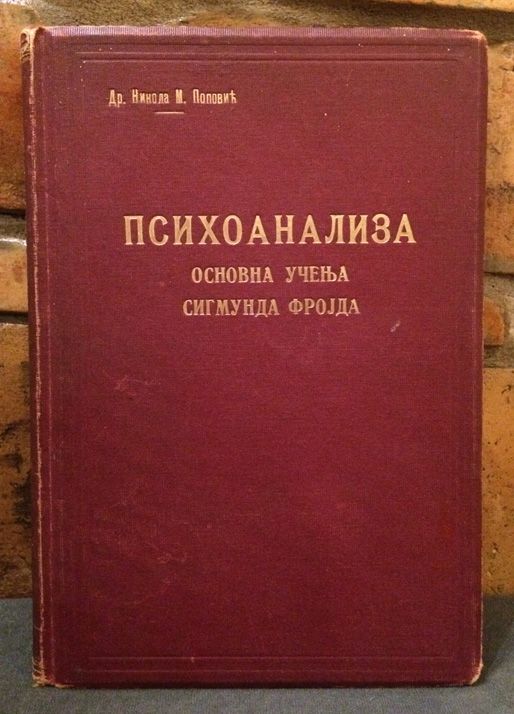 Др. Никола М. Поповић
ПСИХОАНАЛИЗА
ОСНОВНА УЧЕЊА
СИГМУНДА ФРОЈДА